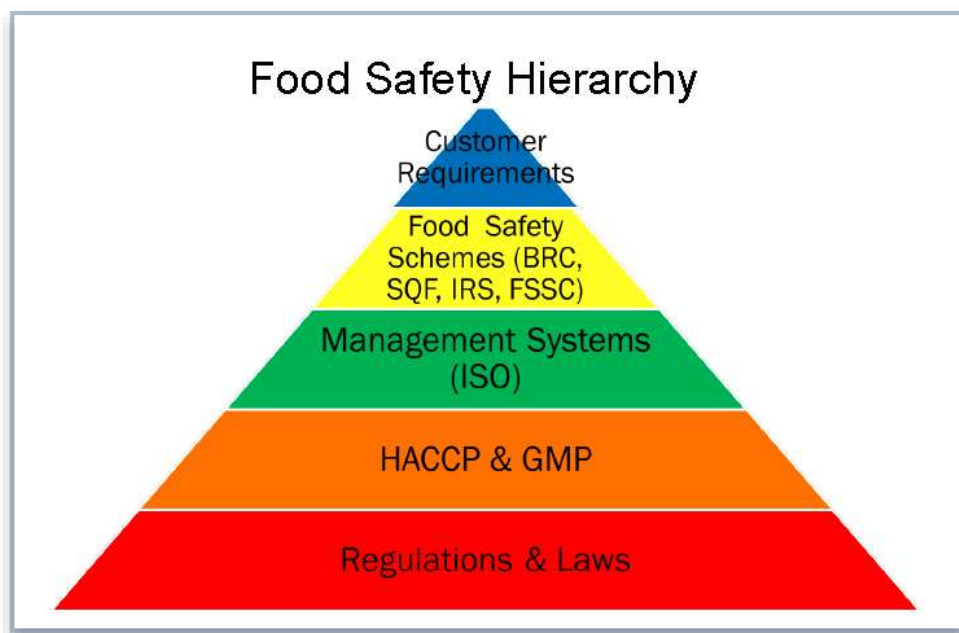 Food Safety Hierarchy
Customer
Requirements
Food Safety
Schemes (BRC,
SQF, IRS, FSSC)
Management Systems
(ISO)
HACCP & GMP
Regulations & Laws